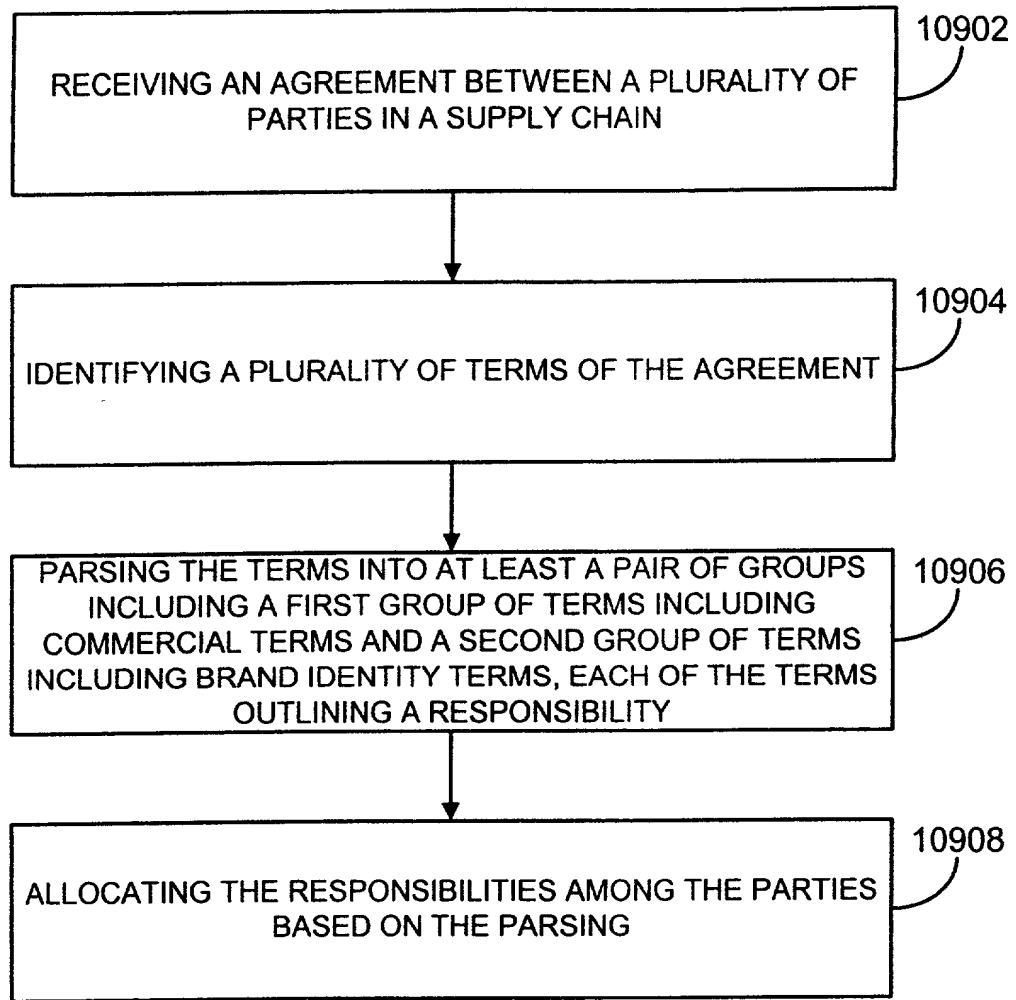 10902
RECEIVING AN AGREEMENT BETWEEN A PLURALITY OF
PARTIES IN A SUPPLY CHAIN
10904
IDENTIFYING A PLURALITY OF TERMS OF THE AGREEMENT
10906
PARSING THE TERMS INTO AT LEAST A PAIR OF GROUPS
INCLUDING A FIRST GROUP OF TERMS INCLUDING
COMMERCIAL TERMS AND A SECOND GROUP OF TERMS
INCLUDING BRAND IDENTITY TERMS, EACH OF THE TERMS
OUTLINING A RESPONSIBILITY
10908
ALLOCATING THE RESPONSIBILITIES AMONG THE PARTIES
BASED ON THE PARSING